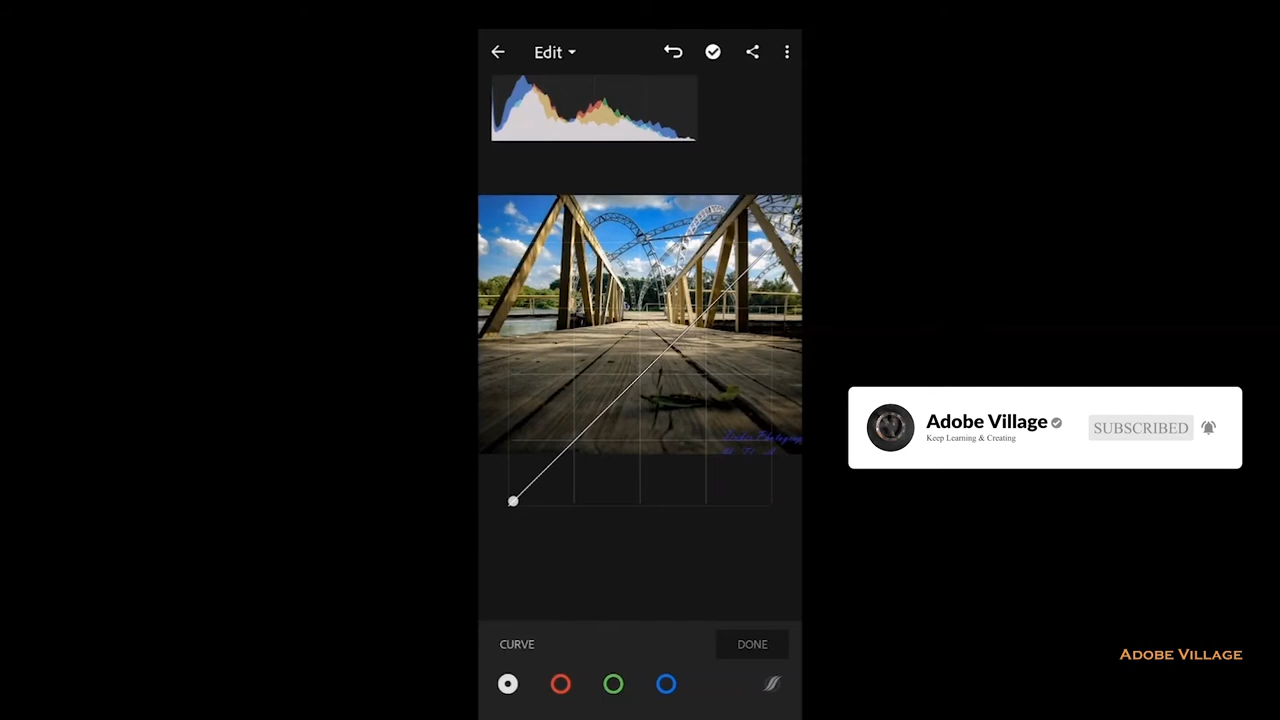 Edit
Adobe Village
Keep Learning & Creating
SUBSCRIBED
CURVE
DONE
Adobe Village